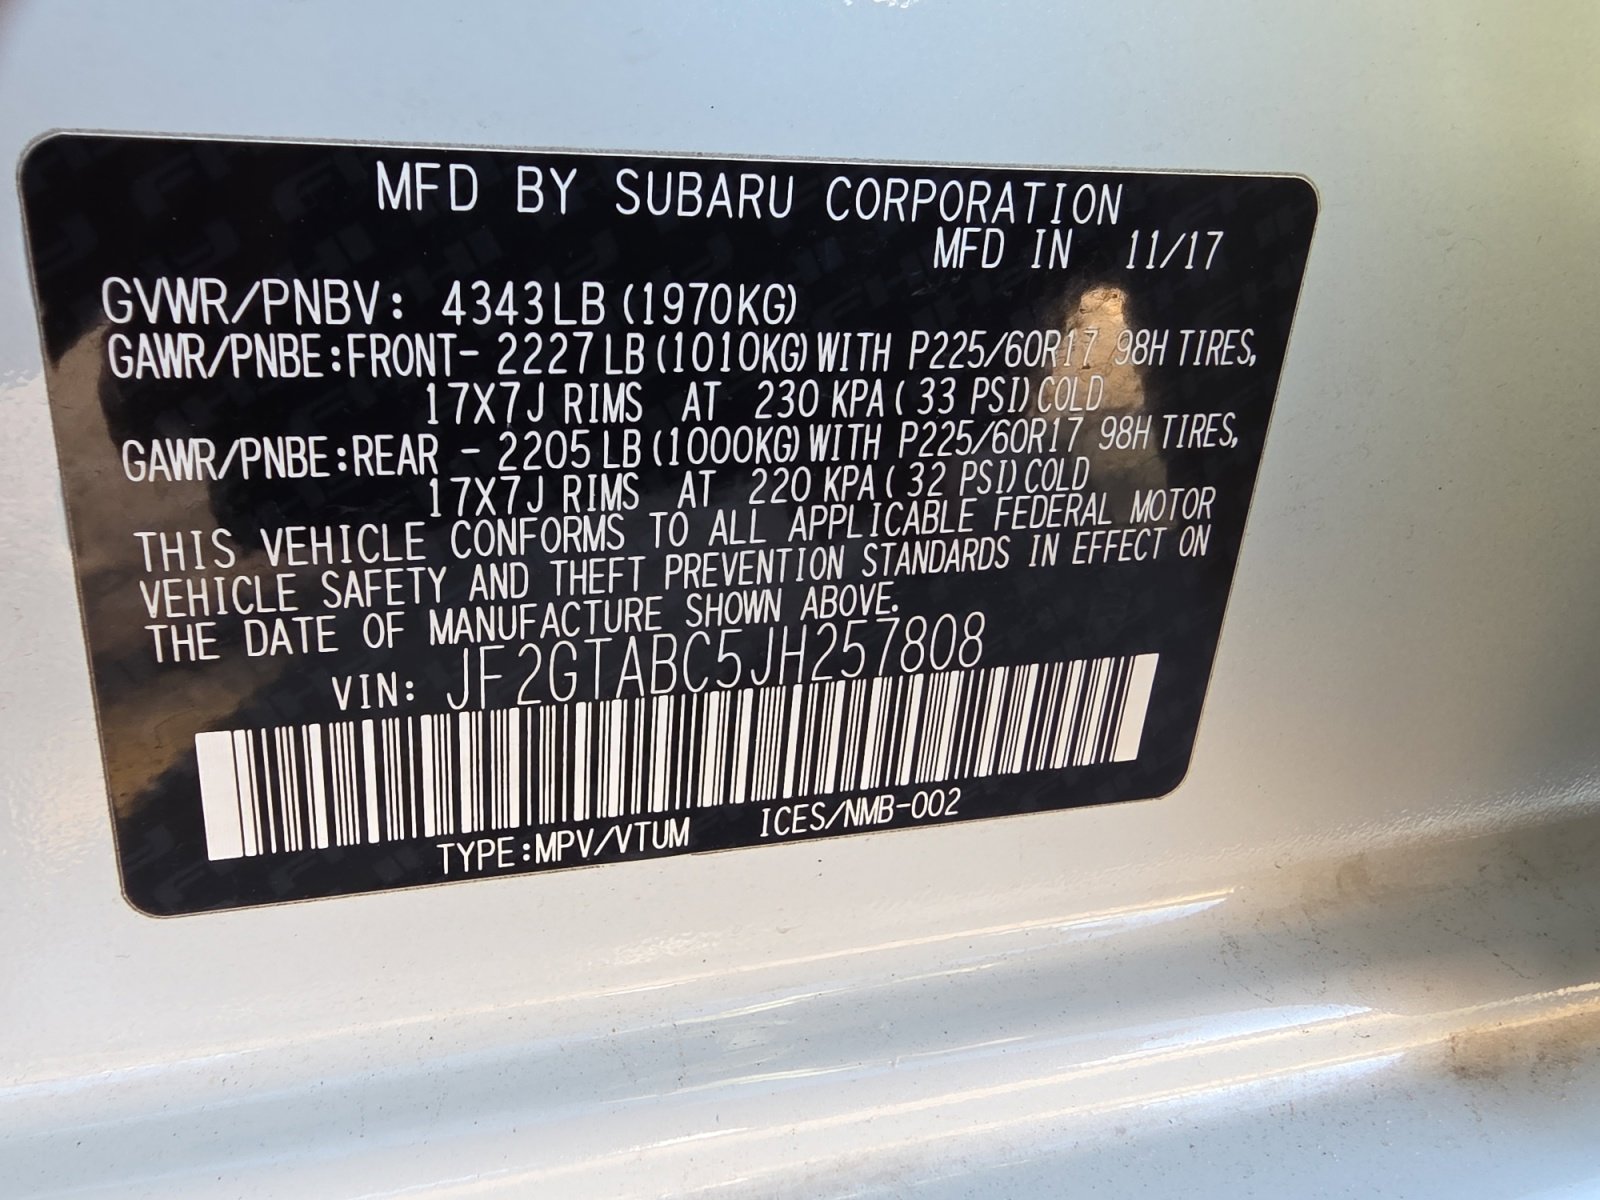 MFD BY SUBARU CORPORATION
MFD IN 11/17
GVWR/PNBV: 4343LB (1970KG)
GAWR/PNBE:FRONT- 2227LB (1010KG) WITH P225/60R17 98H TIRES,
17X7J RIMS AT 230 KPA ( 33 PSI) COLD
GAWR/PNBE:REAR - 2205LB (1000KG) WITH P225/60R17 98H TIRES,
17X7J RIMS AT 220 KPA ( 32 PSI) COLD
THIS VEHICLE CONFORMS TO ALL APPLICABLE FEDERAL MOTOR
VEHICLE SAFETY AND THEFT PREVENTION STANDARDS IN EFFECT ON
THE DATE OF MANUFACTURE SHOWN ABOVE.
VIN: JF2GTABC5JH257808
TYPE:MPV/VTUM ICES/NMB-002